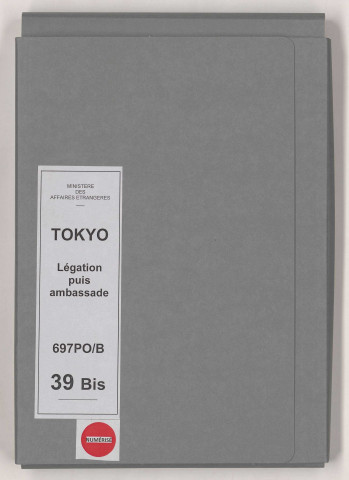 MINISTERE
DES
AFFAIRES ETRANGERES
TOKYO
Légation
puis
ambassade
697PO/B
39 Bis
NUMÉRISÉ